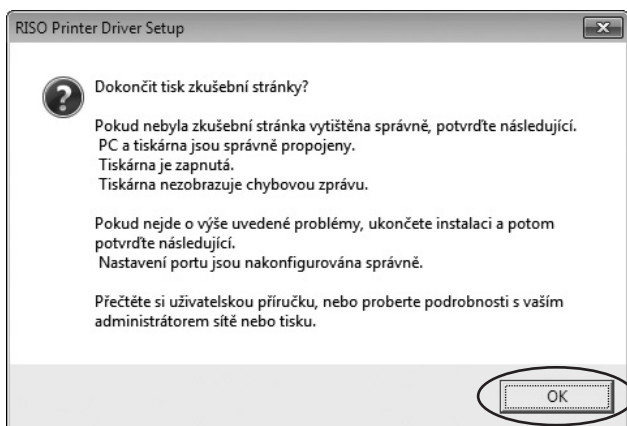 RISO Printer Driver Setup
Dokončit tisk zkušební stránky?
Pokud nebyla zkušební stránka vytištěna správně, potvrďte následující.
PC a tiskárna jsou správně propojeny.
Tiskárna je zapnutá.
Tiskárna nezobrazuje chybovou zprávu.
Pokud nejde o výše uvedené problémy, ukončete instalaci a potom
potvrďte následující.
Nastavení portu jsou nakonfigurována správně.
Přečtěte si uživatelskou příručku, nebo proberte podrobnosti s vaším
administrátorem sítě nebo tisku.
OK